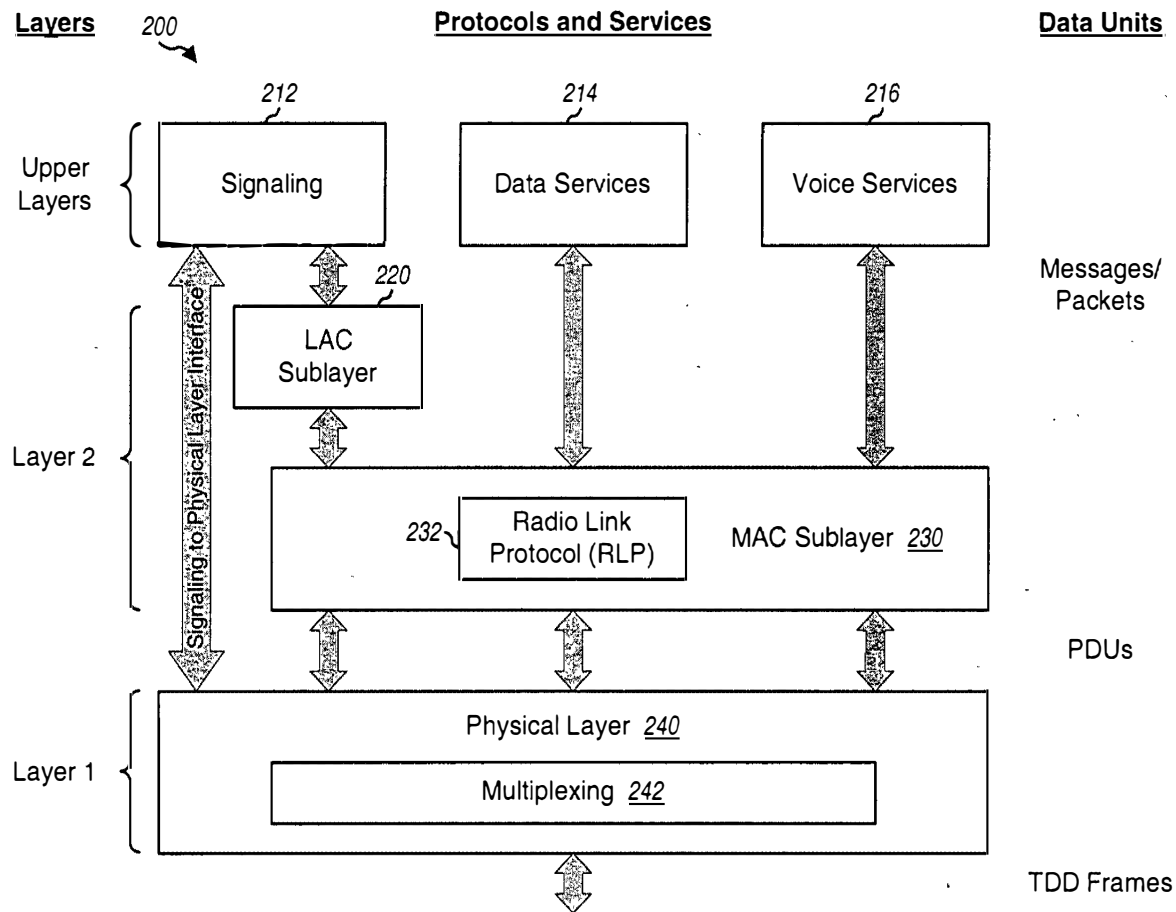 Layers
200
Protocols and Services
Data Units
212
214
216
Upper
Layers
Signaling
Data Services
Voice Services
Messages/
Packets
220
LAC
Sublayer
Signaling to Physical Layer Interface
Layer 2
232
Radio Link
Protocol (RLP)
MAC Sublayer 230
PDUs
Physical Layer 240
Layer 1
Multiplexing 242
TDD Frames